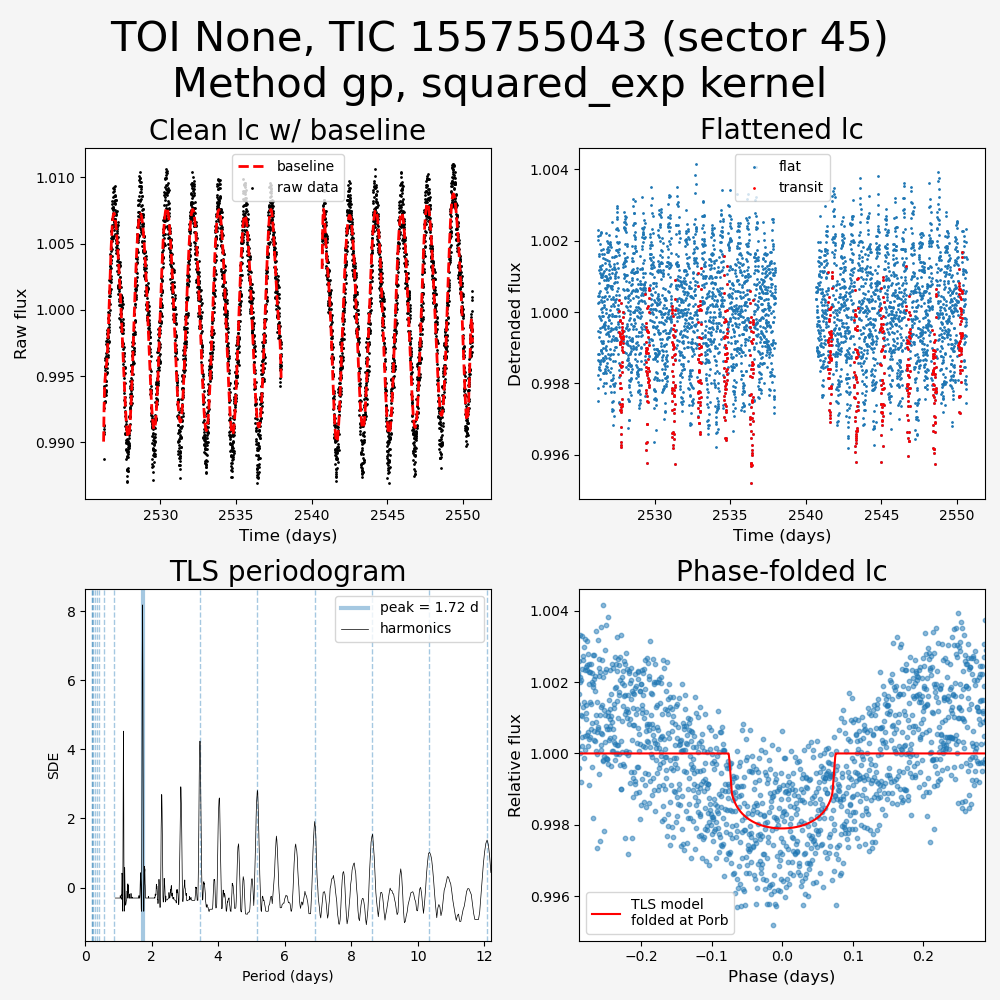 TOI None, TIC 155755043 (sector 45)
Method gp, squared_exp kernel
Clean lc w/ baseline
baseline
raw data
1.010
1.005
1.000
0.995
0.990
Raw flux
2530 2535 2540 2545 2550
Time (days)
Flattened lc
flat
transit
1.004
1.002
1.000
0.998
0.996
Detrended flux
2530 2535 2540 2545 2550
Time (days)
TLS periodogram
peak = 1.72 d
harmonics
8
6
4
2
0
SDE
0 2 4 6 8 10 12
Period (days)
Phase-folded lc
1.004
1.002
1.000
0.998
0.996
Relative flux
TLS model
folded at Porb
−0.2 −0.1 0.0 0.1 0.2
Phase (days)